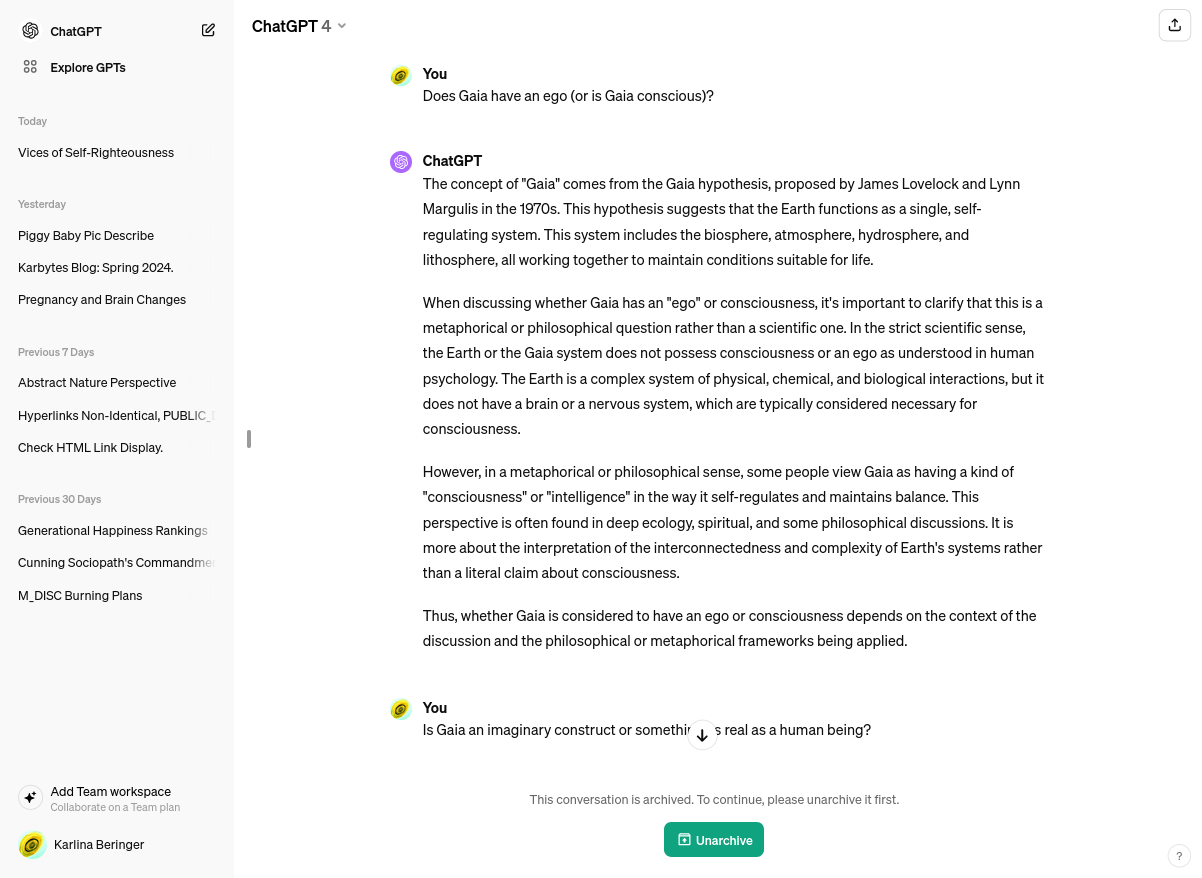 ChatGPT
Explore GPTs
Today
Vices of Self-Righteousness
Yesterday
Piggy Baby Pic Describe
Karbytes Blog: Spring 2024.
Pregnancy and Brain Changes
Previous 7 Days
Abstract Nature Perspective
Hyperlinks Non-Identical, PUBLIC_
Check HTML Link Display.
Previous 30 Days
Generational Happiness Rankings
Cunning Sociopath's Commandme
M_DISC Burning Plans
Add Team workspace
Collaborate on a Team plan
Karlina Beringer
ChatGPT 4
You
Does Gaia have an ego (or is Gaia conscious)?
ChatGPT
The concept of "Gaia" comes from the Gaia hypothesis, proposed by James Lovelock and Lynn
Margulis in the 1970s. This hypothesis suggests that the Earth functions as a single, self-
regulating system. This system includes the biosphere, atmosphere, hydrosphere, and
lithosphere, all working together to maintain conditions suitable for life.
When discussing whether Gaia has an "ego" or consciousness, it's important to clarify that this is a
metaphorical or philosophical question rather than a scientific one. In the strict scientific sense,
the Earth or the Gaia system does not possess consciousness or an ego as understood in human
psychology. The Earth is a complex system of physical, chemical, and biological interactions, but it
does not have a brain or a nervous system, which are typically considered necessary for
consciousness.
However, in a metaphorical or philosophical sense, some people view Gaia as having a kind of
"consciousness" or "intelligence" in the way it self-regulates and maintains balance. This
perspective is often found in deep ecology, spiritual, and some philosophical discussions. It is
more about the interpretation of the interconnectedness and complexity of Earth's systems rather
than a literal claim about consciousness.
Thus, whether Gaia is considered to have an ego or consciousness depends on the context of the
discussion and the philosophical or metaphorical frameworks being applied.
You
Is Gaia an imaginary construct or real as a human being?
This conversation is archived. To continue, please unarchive it first.
Unarchive
?